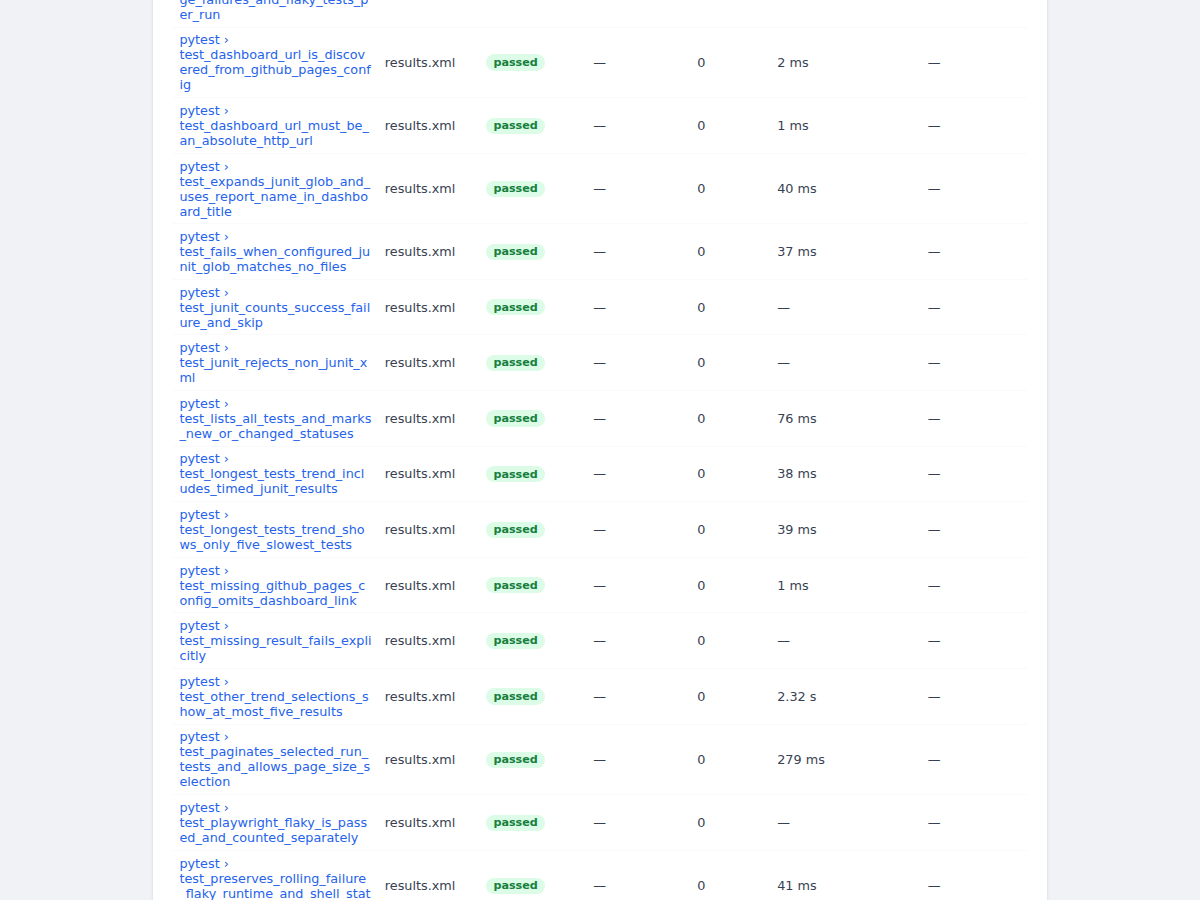 ge_failures_and_flaky_tests_p
er_run
pytest ›
test_dashboard_url_is_discov
ered_from_github_pages_conf
ig
results.xml passed — 0 2 ms —
pytest ›
test_dashboard_url_must_be_
an_absolute_http_url
results.xml passed — 0 1 ms —
pytest ›
test_expands_junit_glob_and_
uses_report_name_in_dashbo
ard_title
results.xml passed — 0 40 ms —
pytest ›
test_fails_when_configured_ju
nit_glob_matches_no_files
results.xml passed — 0 37 ms —
pytest ›
test_junit_counts_success_fail
ure_and_skip
results.xml passed — 0 — —
pytest ›
test_junit_rejects_non_junit_x
ml
results.xml passed — 0 — —
pytest ›
test_lists_all_tests_and_marks
_new_or_changed_statuses
results.xml passed — 0 76 ms —
pytest ›
test_longest_tests_trend_incl
udes_timed_junit_results
results.xml passed — 0 38 ms —
pytest ›
test_longest_tests_trend_sho
ws_only_five_slowest_tests
results.xml passed — 0 39 ms —
pytest ›
test_missing_github_pages_c
onfig_omits_dashboard_link
results.xml passed — 0 1 ms —
pytest ›
test_missing_result_fails_expli
citly
results.xml passed — 0 — —
pytest ›
test_other_trend_selections_s
how_at_most_five_results
results.xml passed — 0 2.32 s —
pytest ›
test_paginates_selected_run_
tests_and_allows_page_size_s
election
results.xml passed — 0 279 ms —
pytest ›
test_playwright_flaky_is_pass
ed_and_counted_separately
results.xml passed — 0 — —
pytest ›
test_preserves_rolling_failure
_flaky_runtime_and_shell_stat
results.xml passed — 0 41 ms —